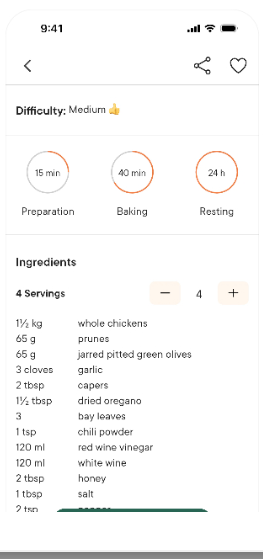 9:41
Difficulty: Medium 👍
15 min
40 min
24 h
Preparation
Baking
Resting
Ingredients
4 Servings
− 4 +
1½ kg whole chickens
65 g prunes
65 g jarred pitted green olives
3 cloves garlic
2 tbsp capers
1½ tbsp dried oregano
3 bay leaves
1 tsp chili powder
120 ml red wine vinegar
120 ml white wine
2 tbsp honey
1 tbsp salt
2 tsp